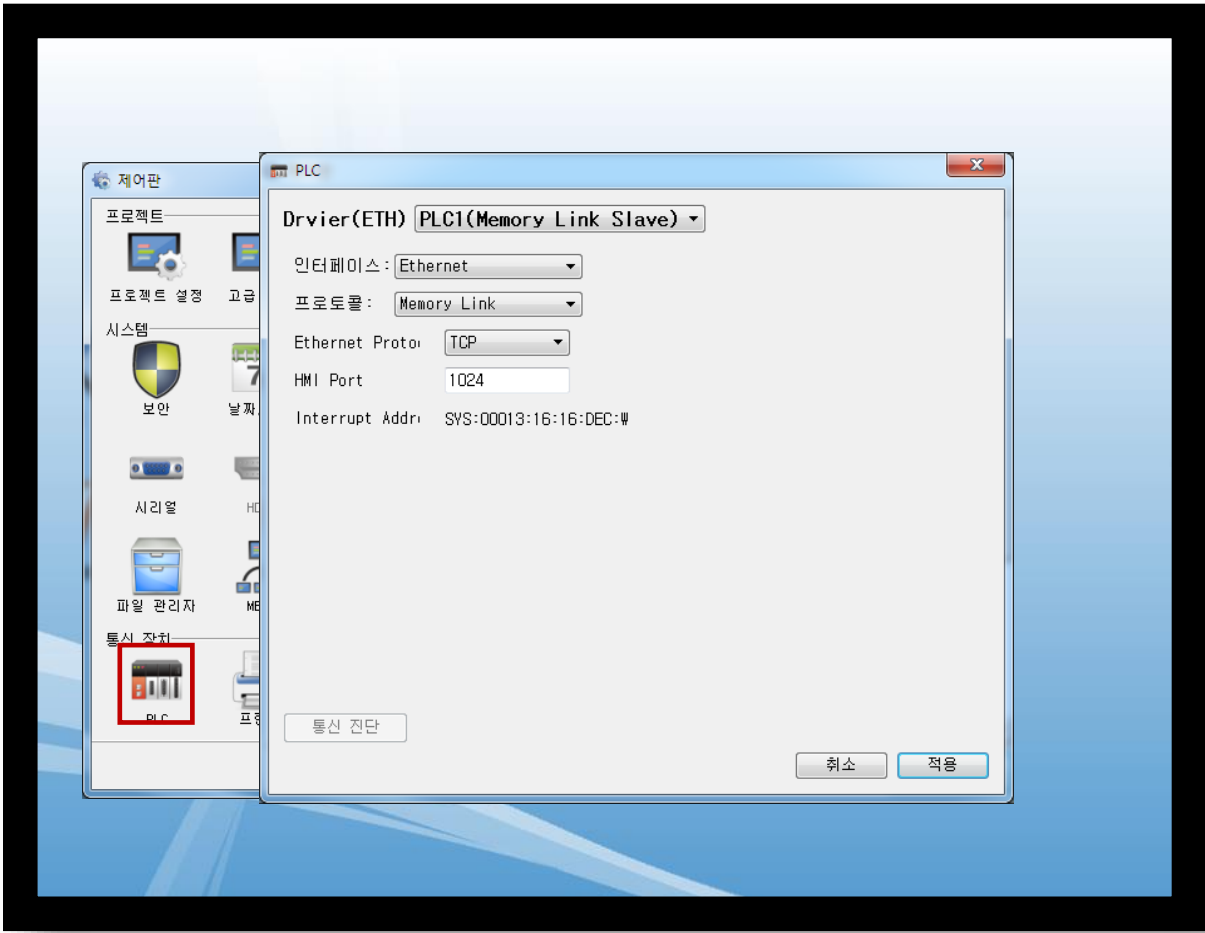 제어판
프로젝트
프로젝트 설정
고급
시스템
7
보안
날짜
시리얼
파일 관리자
통신 장치
PLC
PLC
Drvier(ETH) PLC1(Memory Link Slave)
인터페이스: Ethernet
프로토콜: Memory Link
Ethernet Proto TCP
HMI Port 1024
Interrupt Addr SYS:00013:16:16:DEC:₩
통신 진단
취소 적용